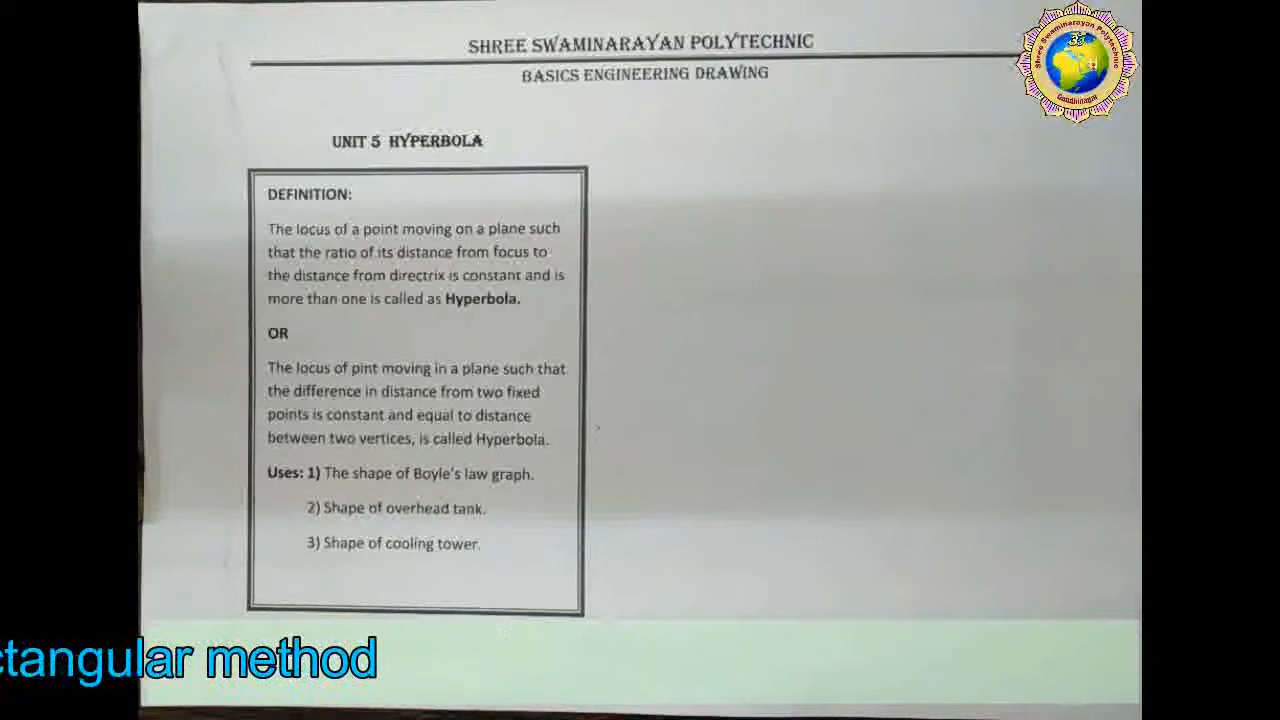 SHREE SWAMINARAYAN POLYTECHNIC
BASICS ENGINEERING DRAWING
Shree Swaminarayan Polytechnic
Gandhinagar
UNIT 5 HYPERBOLA
DEFINITION:
The locus of a point moving on a plane such
that the ratio of its distance from focus to
the distance from directrix is constant and is
more than one is called as Hyperbola.
OR
The locus of pint moving in a plane such that
the difference in distance from two fixed
points is constant and equal to distance
between two vertices, is called Hyperbola.
Uses: 1) The shape of Boyle's law graph.
2) Shape of overhead tank.
3) Shape of cooling tower.
ctangular method